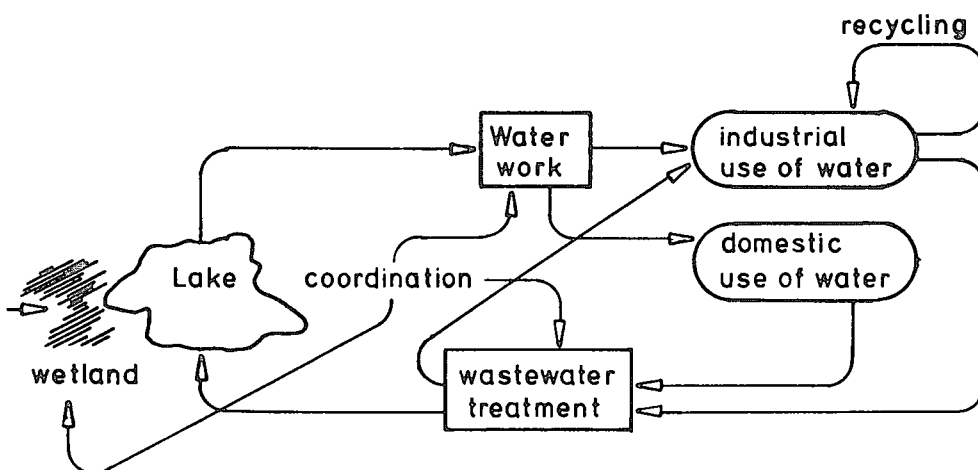 recycling
Water
work
industrial
use of water
domestic
use of water
Lake
coordination
wetland
wastewater
treatment